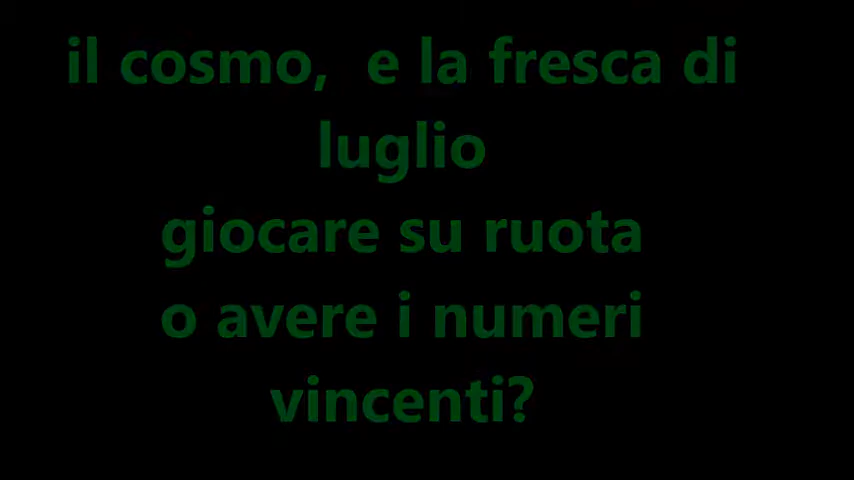 il cosmo,  e la fresca di
luglio
giocare su ruota
o avere i numeri
vincenti?